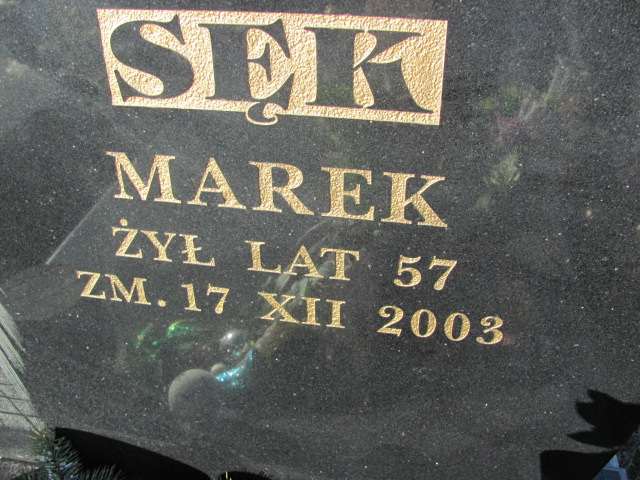 SĘK
MAREK
ŻYŁ LAT 57
ZM. 17 XII 2003